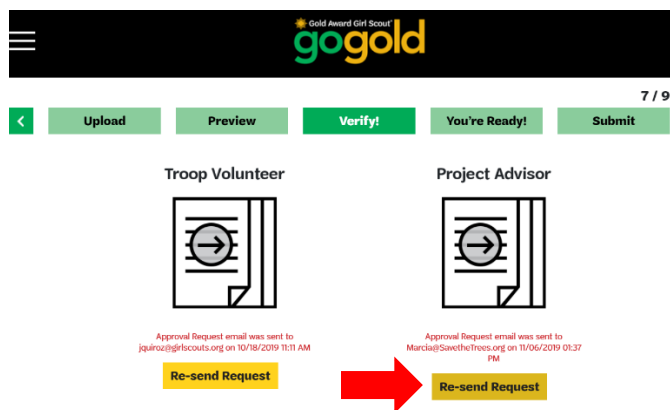 Gold Award Girl Scout
gogold
7 / 9
<
Upload
Preview
Verify!
You're Ready!
Submit
Troop Volunteer
Project Advisor
Approval Request email was sent to
jquiroz@girlscouts.org on 10/18/2019 11:11 AM
Approval Request email was sent to
Marcia@SavetheTrees.org on 11/06/2019 01:37
PM
Re-send Request
Re-send Request